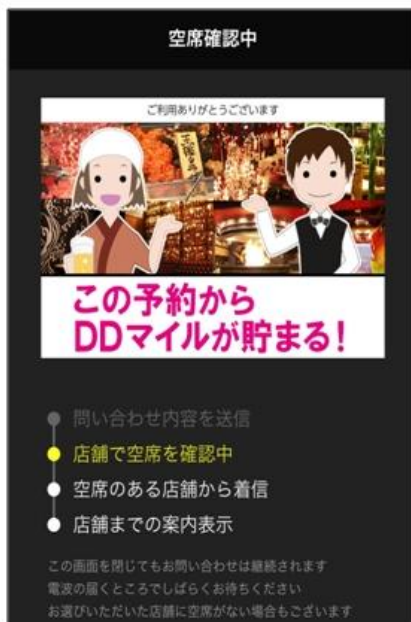 空席確認中
ご利用ありがとうございます
この予約から
DDマイルが貯まる!
問い合わせ内容を送信
店舗で空席を確認中
空席のある店舗から着信
店舗までの案内表示
この画面を閉じてもお問い合わせは継続されます
電波の届くところでしばらくお待ちください
お選びいただいた店舗に空席がない場合もございます